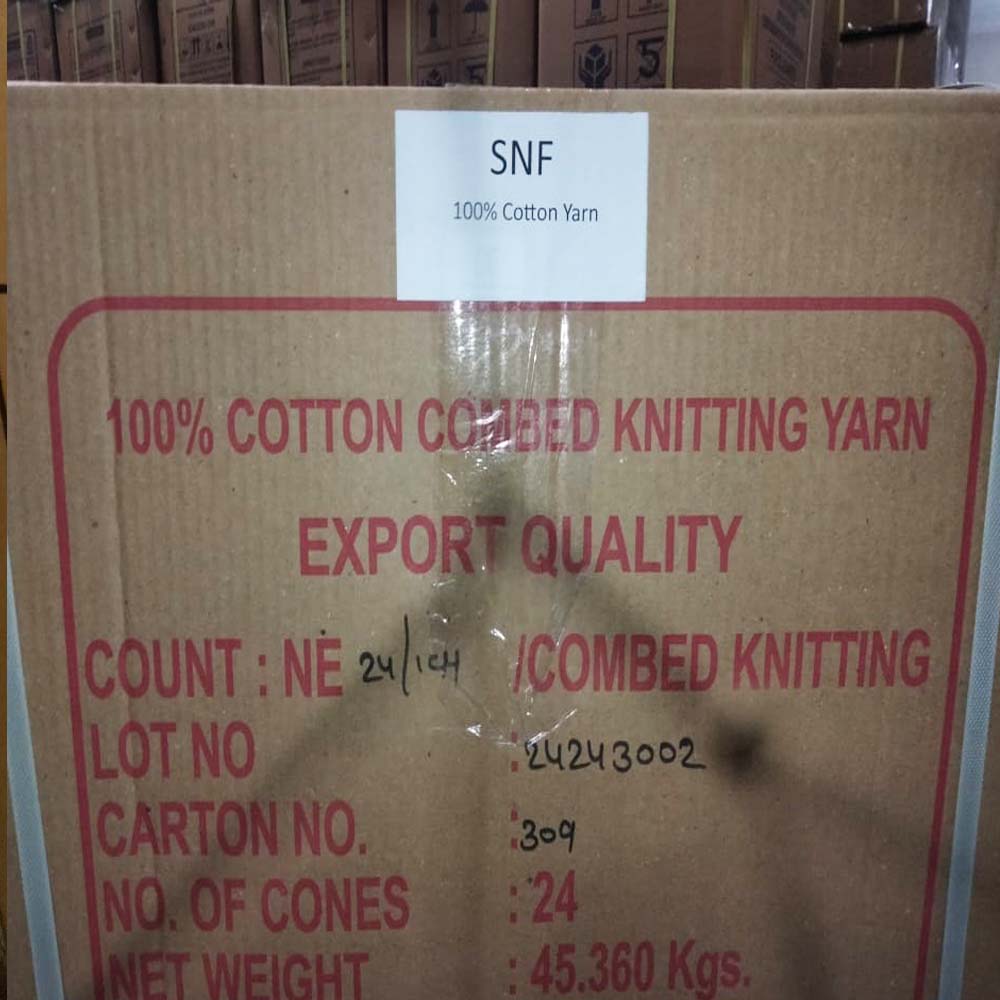 SNF
100% Cotton Yarn
100% COTTON COMBED KNITTING YARN
EXPORT QUALITY
COUNT : NE 24/1CH /COMBED KNITTING
LOT NO : 24243002
CARTON NO. : 309
NO. OF CONES : 24
NET WEIGHT : 45.360 Kgs.